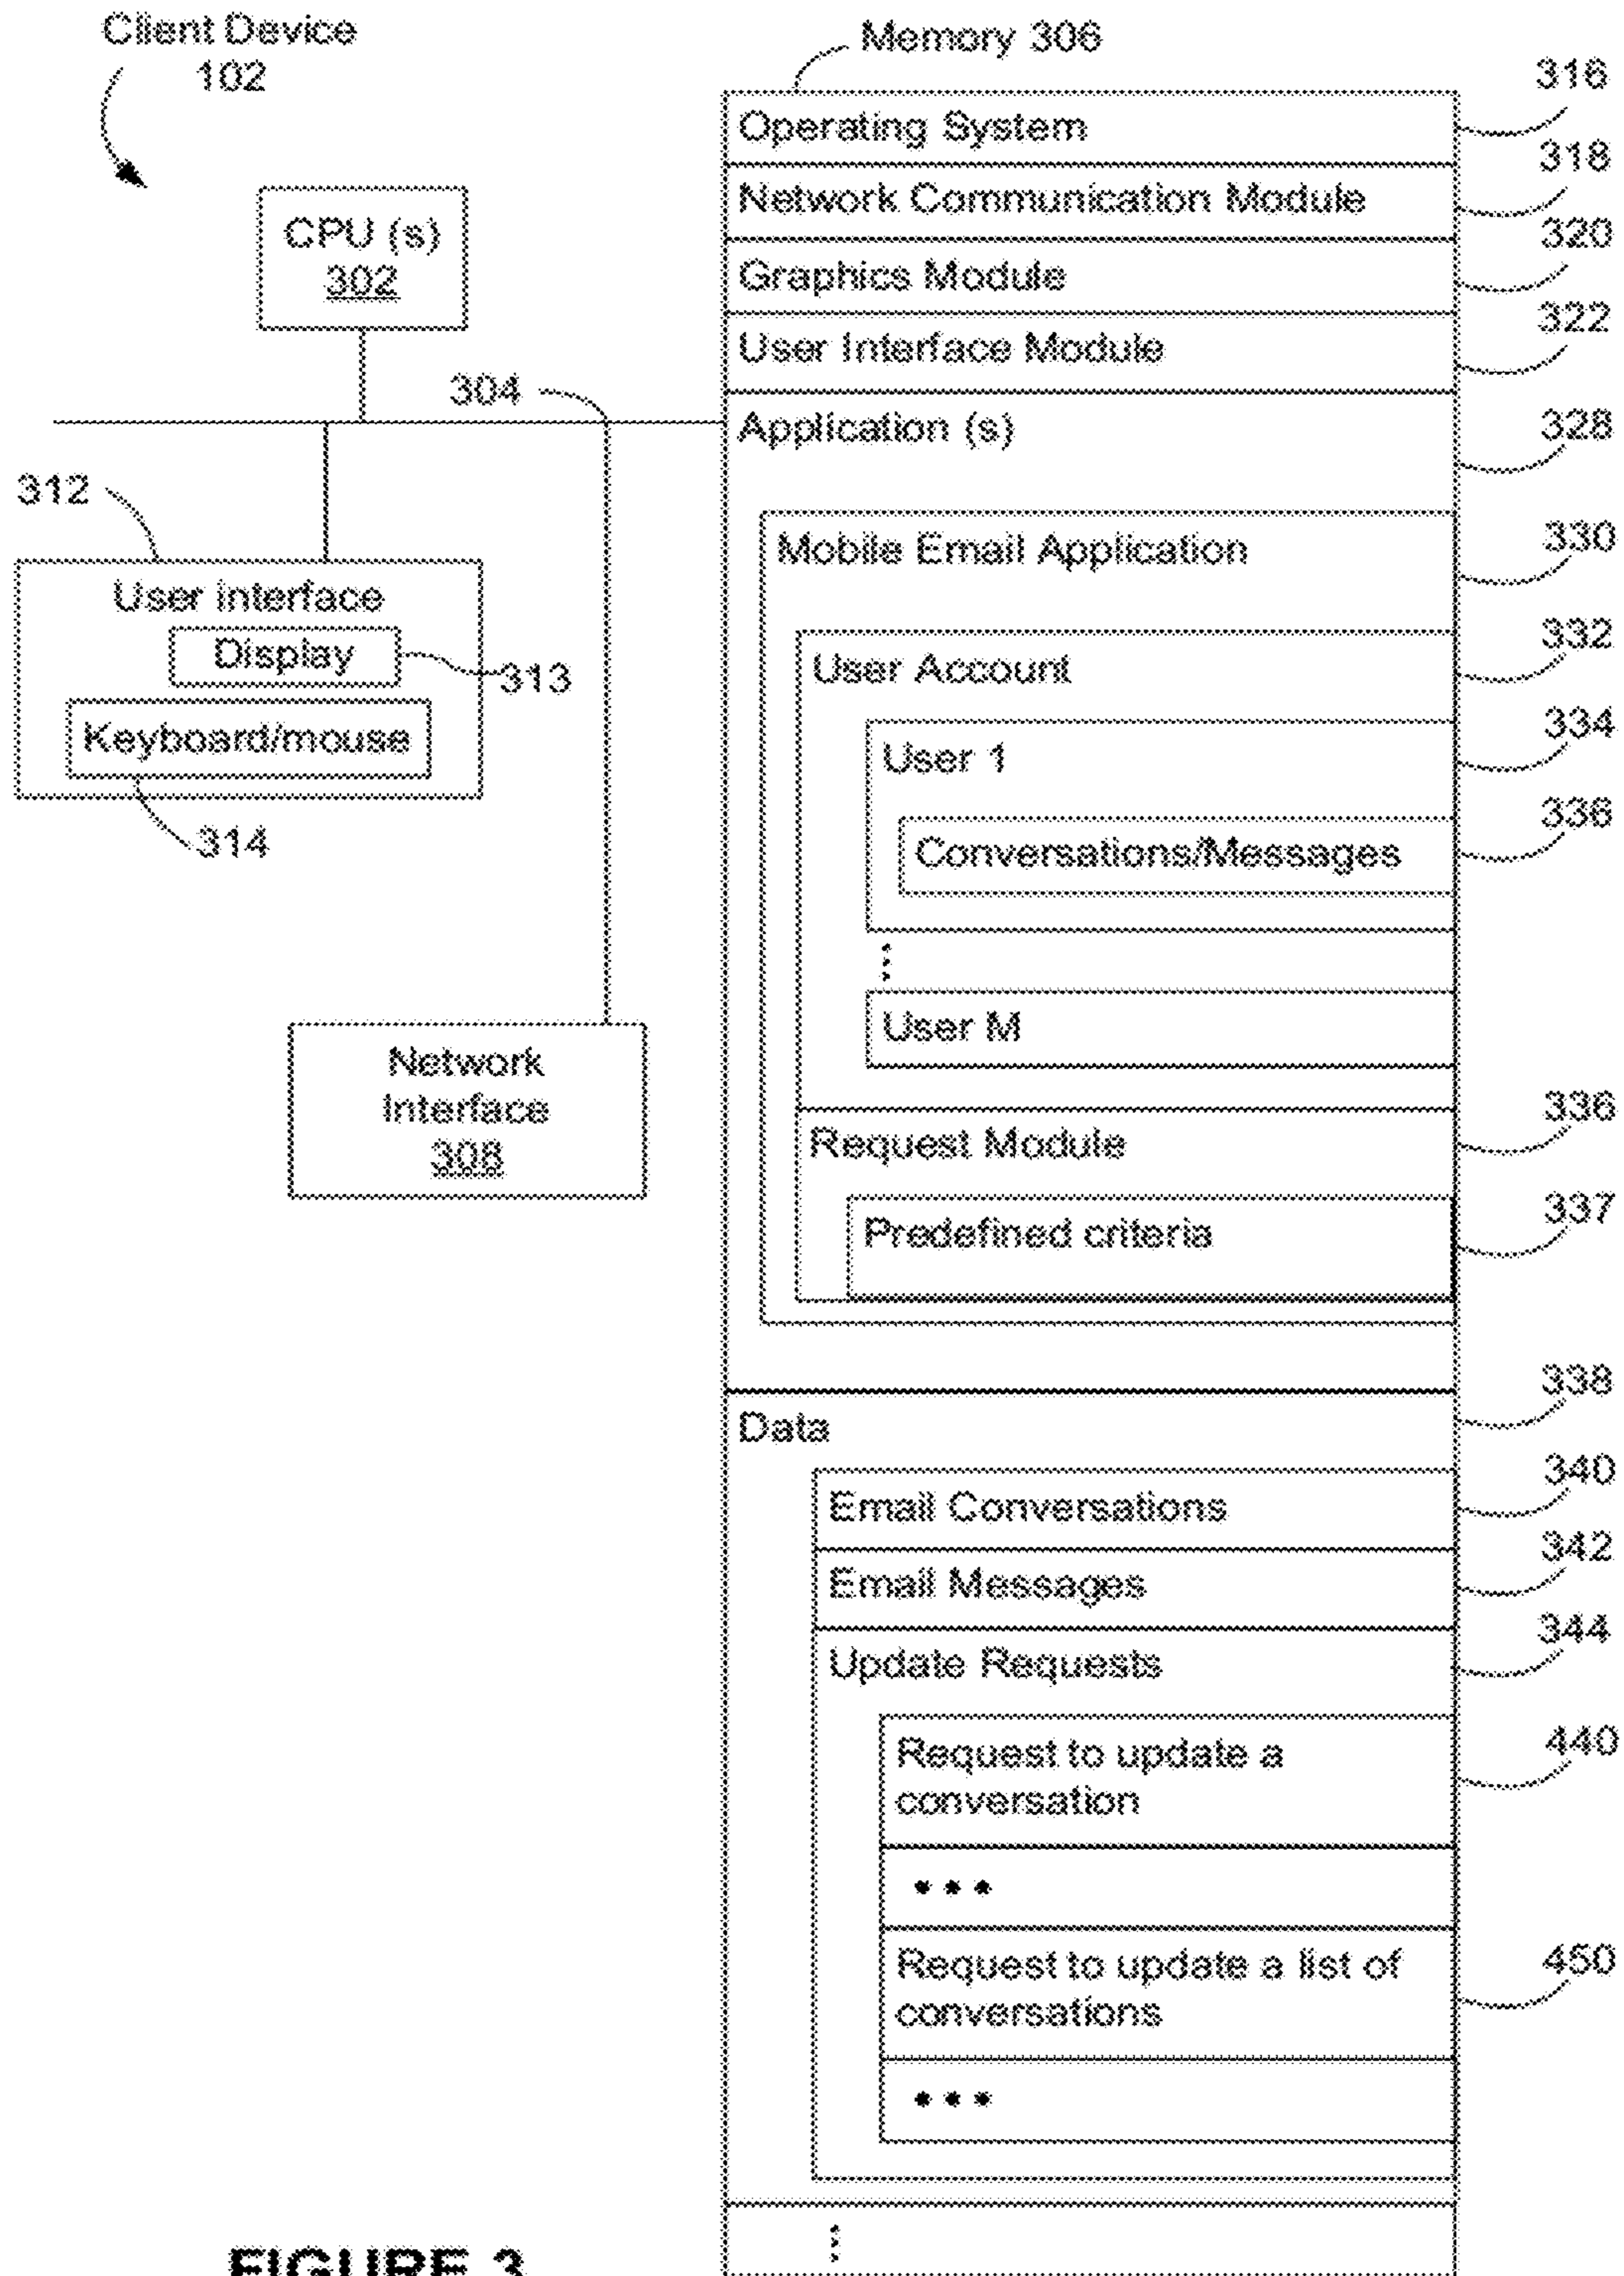 Client Device
102
CPU (s)
302
304
312
User interface
Display
313
Keyboard/mouse
314
Network
Interface
308
Memory 306
Operating System
316
Network Communication Module
318
Graphics Module
320
User Interface Module
322
Application (s)
328
Mobile Email Application
330
User Account
332
User 1
334
Conversations/Messages
336
User M
Request Module
336
Predefined criteria
337
Data
338
Email Conversations
340
Email Messages
342
Update Requests
344
Request to update a
conversation
440
• • •
Request to update a list of
conversations
450
• • •
FIGURE 3